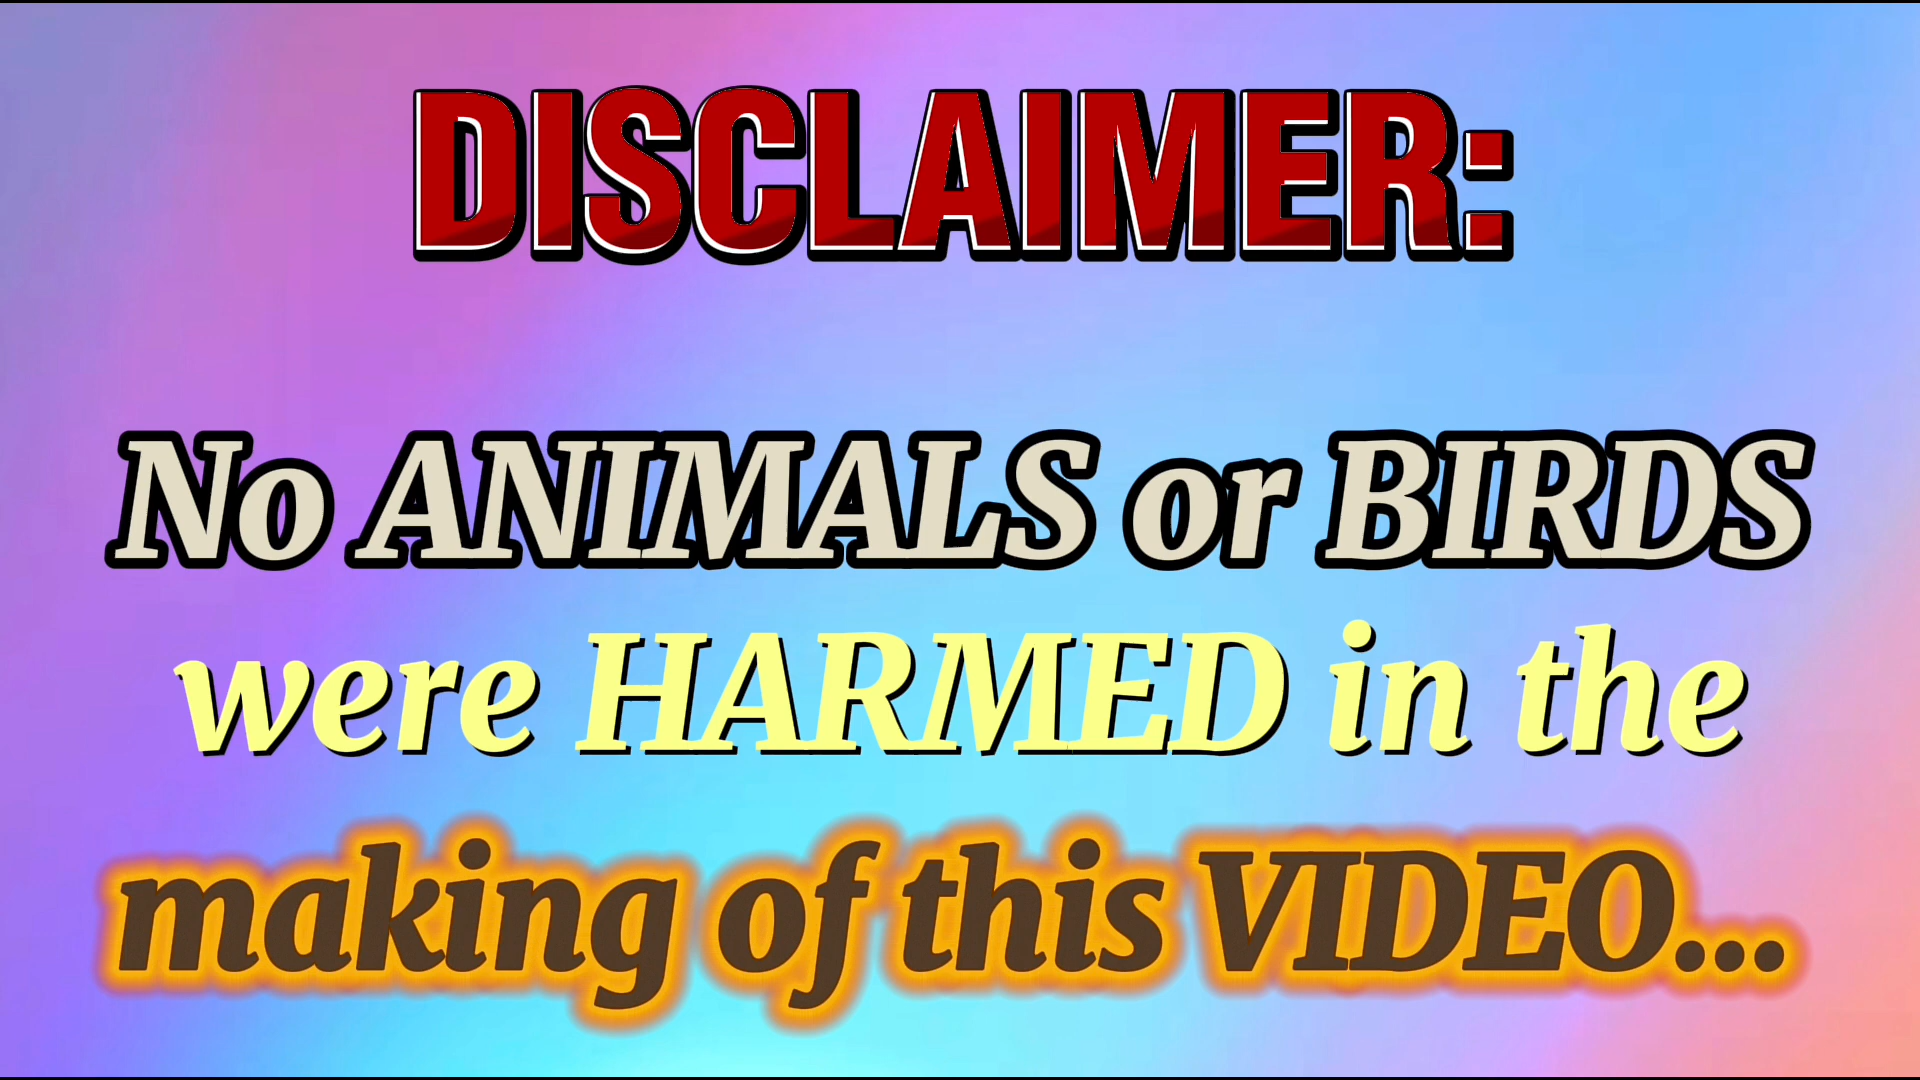 DISCLAIMER:
No ANIMALS or BIRDS
were HARMED in the
making of this VIDEO...